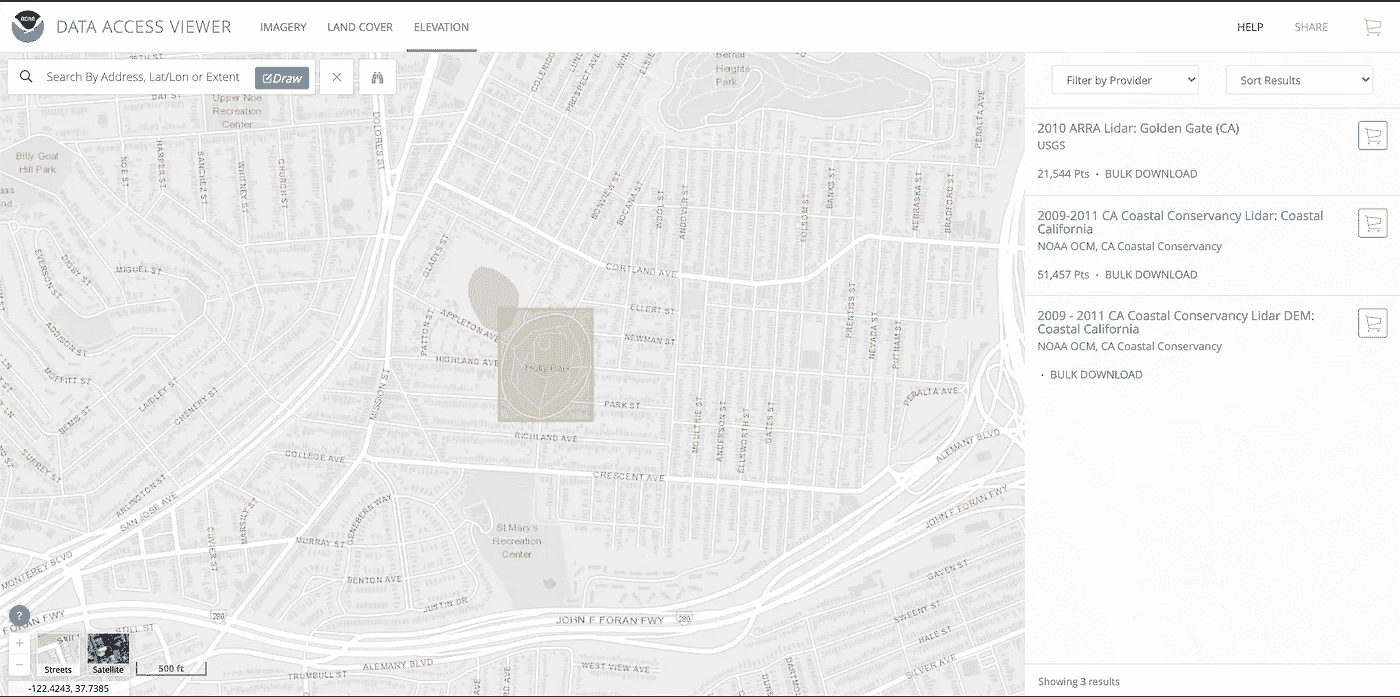 NOAA
DATA ACCESS VIEWER
IMAGERY
LAND COVER
ELEVATION
HELP
SHARE
Search By Address, Lat/Lon or Extent
Draw
Filter by Provider
Sort Results
2010 ARRA Lidar: Golden Gate (CA)
USGS
21,544 Pts · BULK DOWNLOAD
2009-2011 CA Coastal Conservancy Lidar: Coastal
California
NOAA OCM, CA Coastal Conservancy
51,457 Pts · BULK DOWNLOAD
2009 - 2011 CA Coastal Conservancy Lidar DEM:
Coastal California
NOAA OCM, CA Coastal Conservancy
· BULK DOWNLOAD
Showing 3 results
28TH ST
DAY ST
Upper Noe
Recreation
Center
Billy Goat
Hill Park
NOE ST
HARPER ST
SANCHEZ ST
WHITNEY ST
CHURCH ST
DOLORES ST
COLERIDGE
PROSPECT AVE
ELSIE
Bernal
Heights
Park
PERALTA AVE
BONVIEW ST
BOCANA ST
WOOL ST
ANDOVER ST
FOLSOM ST
BANKS ST
NEBRASKA ST
BRADFORD ST
GLADYS ST
CORTLAND AVE
EVERSON ST
DIGBY ST
MIGUEL ST
ADDISON ST
PATTON ST
APPLETON AVE
ELLERT ST
NEWMAN ST
HIGHLAND AVE
Holly Park
PRENTISS ST
NEVADA ST
PUTNAM ST
MOFFITT ST
BEMIS ST
LAIDLEY ST
CHENERY ST
MISSION ST
PARK ST
RICHLAND AVE
MOULTRIE ST
ANDERSON ST
ELLSWORTH ST
GATES ST
PERALTA AVE
SURREY ST
COLLEGE AVE
CRESCENT AVE
ALEMANY BLVD
ARLINGTON ST
SAN JOSE AVE
CUVIER ST
MARSILY ST
GENEBERN WAY
MURRAY ST
St Mary's
Recreation
Center
JOHN F FORAN FWY
MONTEREY BLVD
BENTON AVE
JUSTIN DR
GAVEN ST
280
JOHN F FORAN FWY
280
SWEENY ST
HALE ST
SILVER AVE
FORAN FWY
STILL ST
?
+
−
Streets
Satellite
500 ft
ALEMANY BLVD
TRUMBULL ST
WEST VIEW AVE
DARTMOUTH
-122.4243, 37.7385